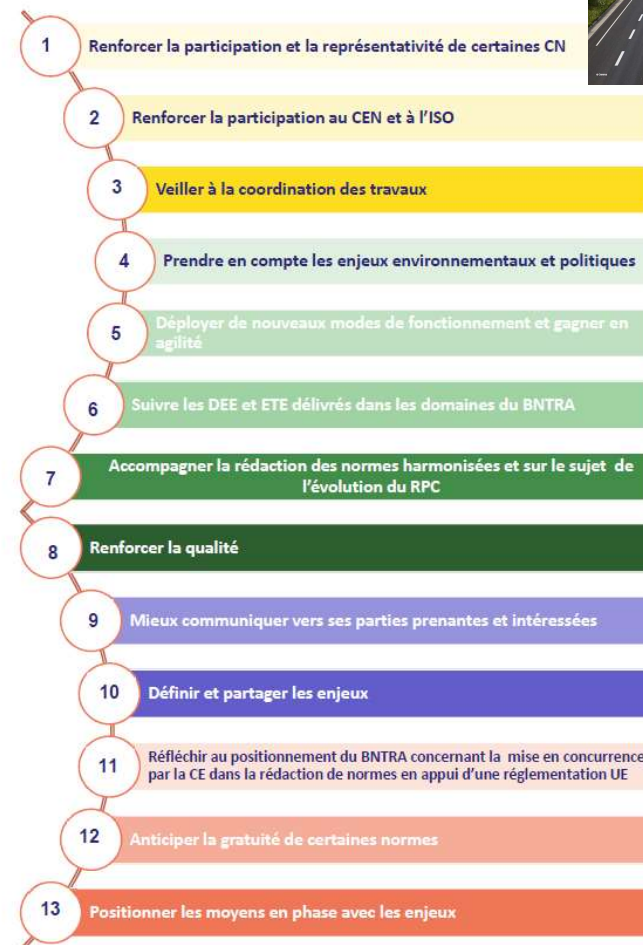 1
Renforcer la participation et la représentativité de certaines CN
2
Renforcer la participation au CEN et à l'ISO
3
Veiller à la coordination des travaux
4
Prendre en compte les enjeux environnementaux et politiques
5
Déployer de nouveaux modes de fonctionnement et gagner en
agilité
6
Suivre les DEE et ETE délivrés dans les domaines du BNTRA
7
Accompagner la rédaction des normes harmonisées et sur le sujet de
l'évolution du RPC
8
Renforcer la qualité
9
Mieux communiquer vers ses parties prenantes et intéressées
10
Définir et partager les enjeux
11
Réfléchir au positionnement du BNTRA concernant la mise en concurrence
par la CE dans la rédaction de normes en appui d'une réglementation UE
12
Anticiper la gratuité de certaines normes
13
Positionner les moyens en phase avec les enjeux